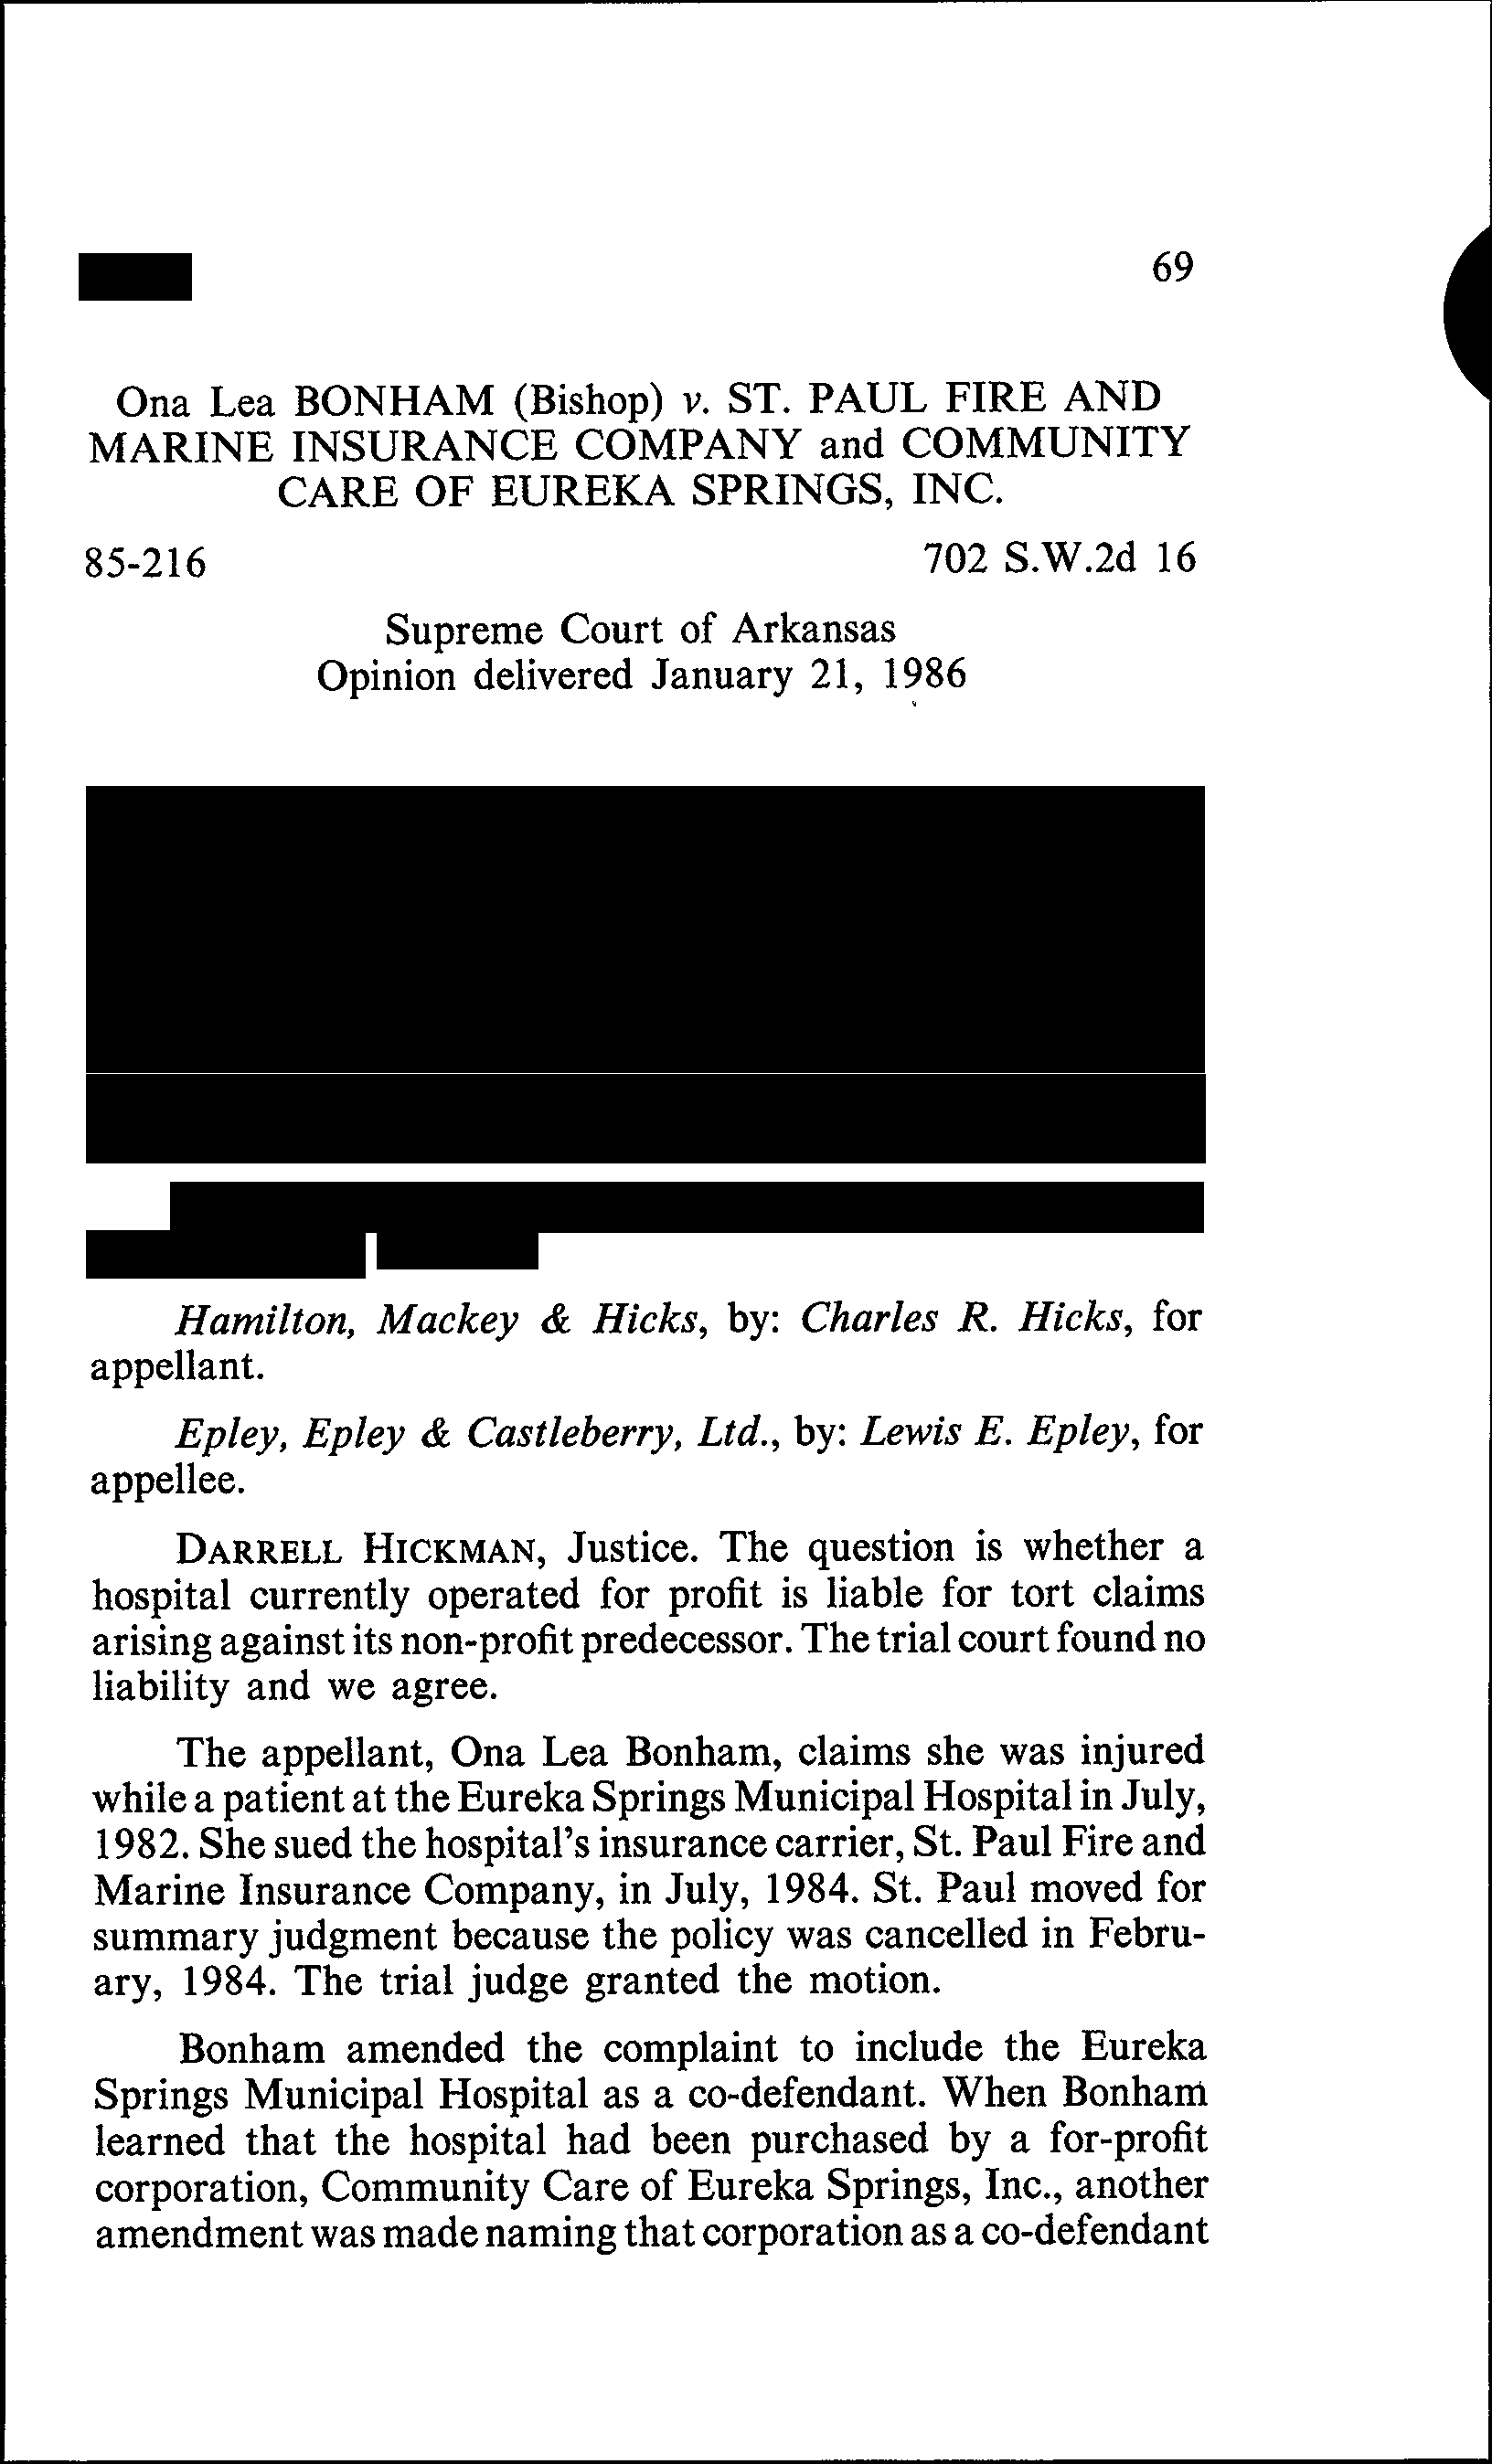 69
Ona Lea BONHAM (Bishop) v. ST. PAUL FIRE AND
MARINE INSURANCE COMPANY and COMMUNITY
CARE OF EUREKA SPRINGS, INC.
85-216 702 S.W.2d 16
Supreme Court of Arkansas
Opinion delivered January 21, 1986
Hamilton, Mackey & Hicks, by: Charles R. Hicks, for
appellant.
Epley, Epley & Castleberry, Ltd., by: Lewis E. Epley, for
appellee.
DARRELL HICKMAN, Justice. The question is whether a
hospital currently operated for profit is liable for tort claims
arising against its non-profit predecessor. The trial court found no
liability and we agree.
The appellant, Ona Lea Bonham, claims she was injured
while a patient at the Eureka Springs Municipal Hospital in July,
1982. She sued the hospital's insurance carrier, St. Paul Fire and
Marine Insurance Company, in July, 1984. St. Paul moved for
summary judgment because the policy was cancelled in Febru-
ary, 1984. The trial judge granted the motion.
Bonham amended the complaint to include the Eureka
Springs Municipal Hospital as a co-defendant. When Bonham
learned that the hospital had been purchased by a for-profit
corporation, Community Care of Eureka Springs, Inc., another
amendment was made naming that corporation as a co-defendant